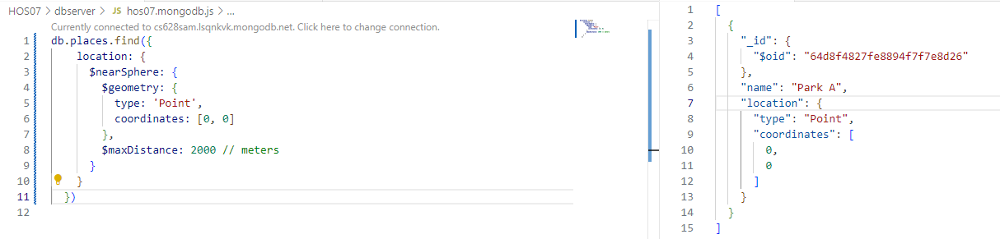 HOS07 > dbserver > JS hos07.mongodb.js > ...
Currently connected to cs628sam.lsqnkvk.mongodb.net. Click here to change connection.
1 db.places.find({
2     location: {
3       $nearSphere: {
4         $geometry: {
5           type: 'Point',
6           coordinates: [0, 0]
7         },
8         $maxDistance: 2000 // meters
9       }
10     }
11   })
12
1 [
2   {
3     "_id": {
4       "$oid": "64d8f4827fe8894f7f7e8d26"
5     },
6     "name": "Park A",
7     "location": {
8       "type": "Point",
9       "coordinates": [
10         0,
11         0
12       ]
13     }
14   }
15 ]